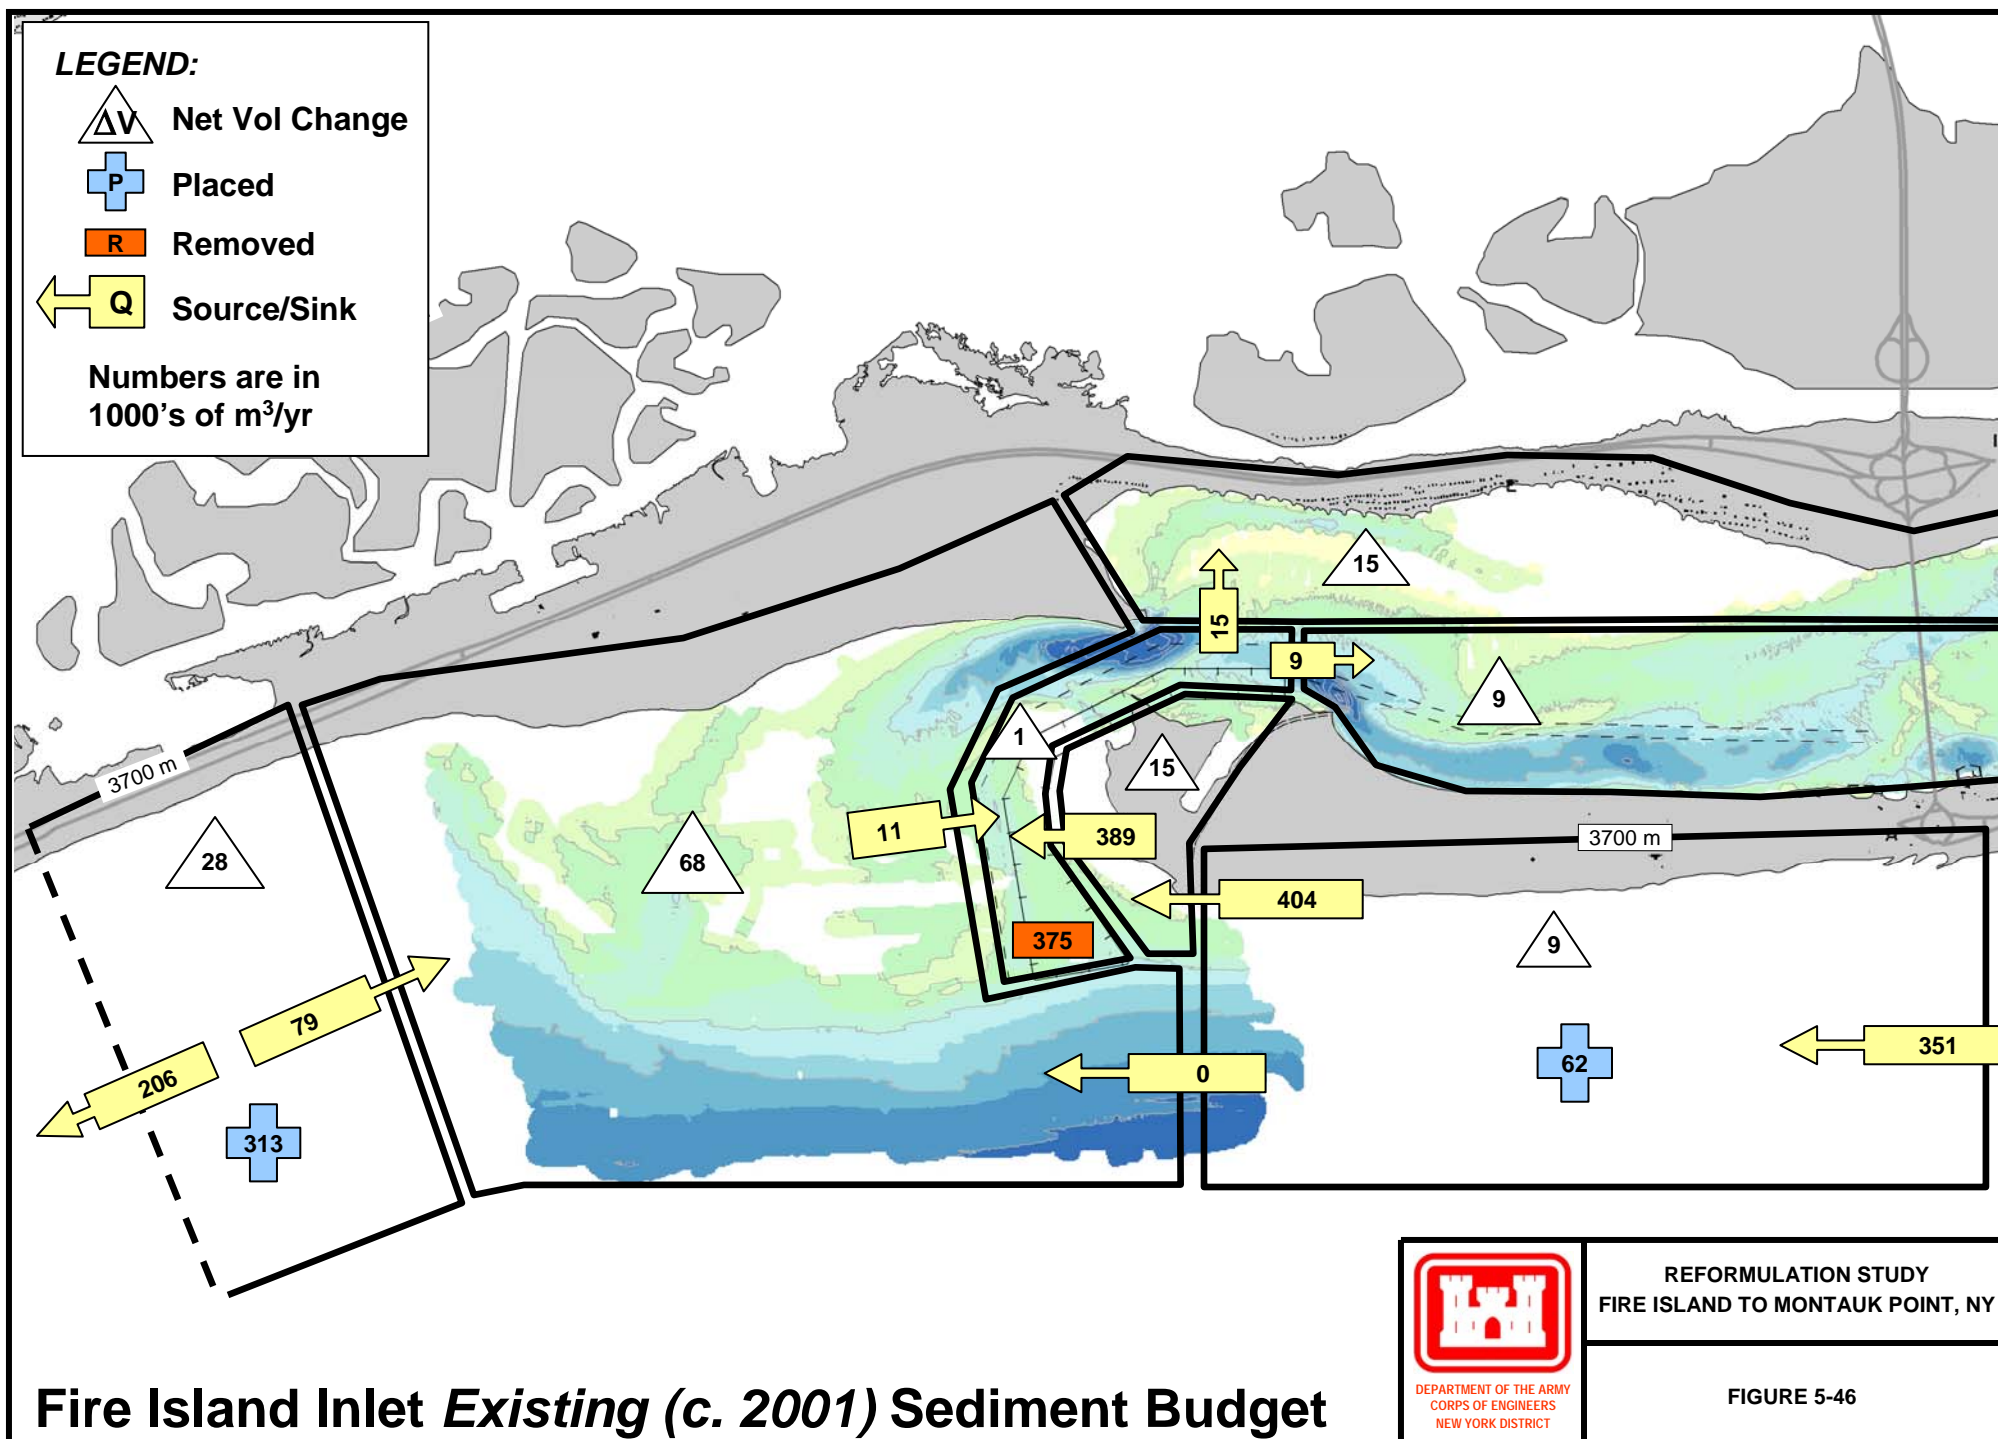 LEGEND:
ΔV Net Vol Change
P Placed
R Removed
Q Source/Sink
Numbers are in
1000's of m³/yr
3700 m
28
68
11
1
15
15
15
9
9
389
404
375
3700 m
9
62
351
0
79
206
313
E
A
I
Fire Island Inlet Existing (c. 2001) Sediment Budget
DEPARTMENT OF THE ARMY
CORPS OF ENGINEERS
NEW YORK DISTRICT
REFORMULATION STUDY
FIRE ISLAND TO MONTAUK POINT, NY
FIGURE 5-46